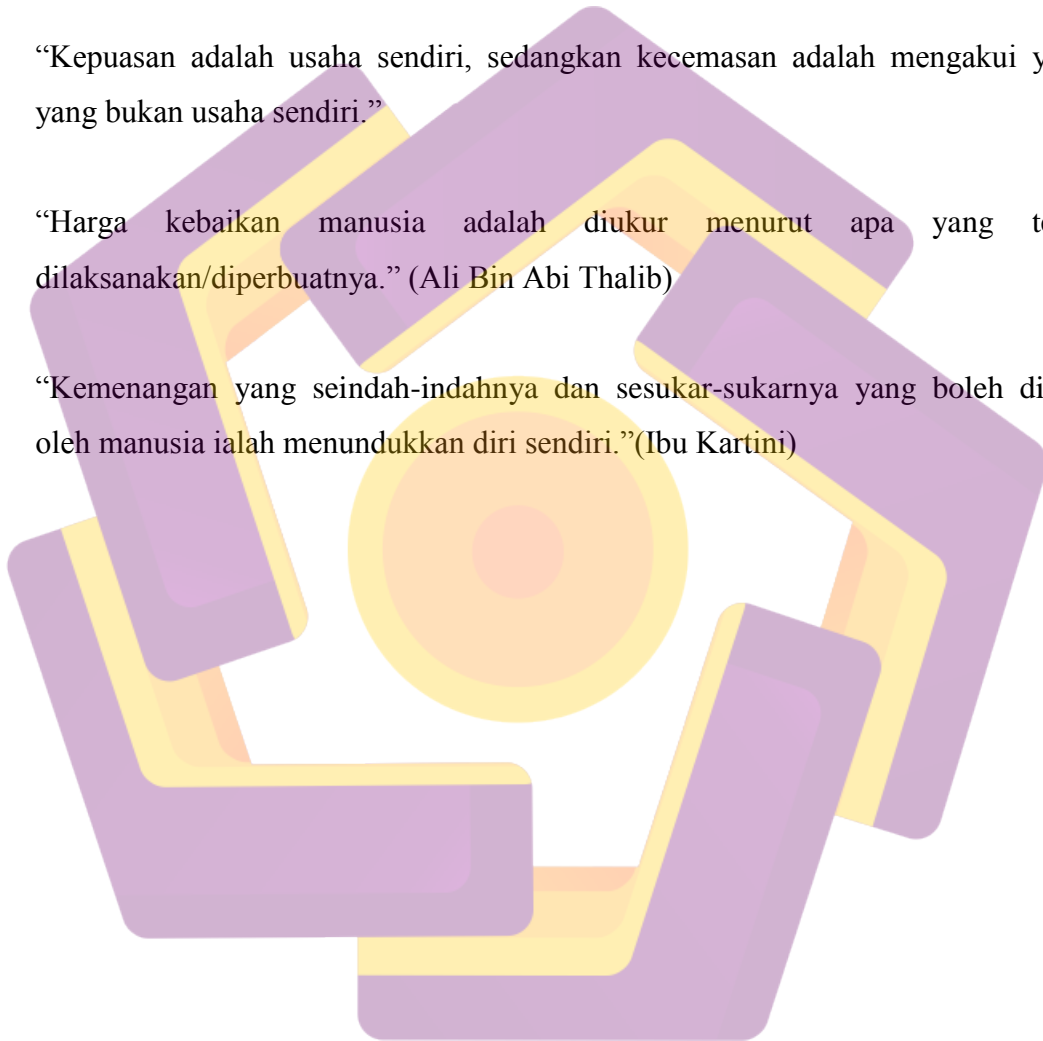 “Kepuasan adalah usaha sendiri, sedangkan kecemasan adalah mengakui
yang bukan usaha sendiri.”
“Harga kebaikan manusia adalah diukur menurut apa yang
dilaksanakan/diperbuatnya.” (Ali Bin Abi Thalib)
“Kemenangan yang seindah-indahnya dan sesukar-sukarnya yang boleh
oleh manusia ialah menundukkan diri sendiri.”(Ibu Kartini)